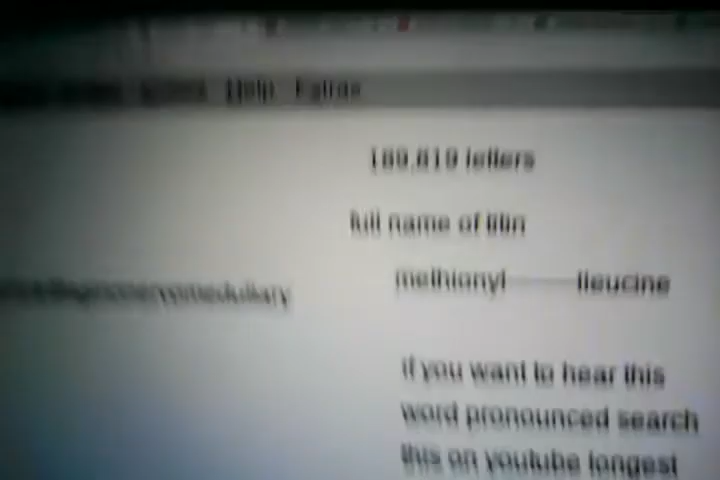 Help Extras
189,819 letters
full name of titin
methionyl------------ileucine
if you want to hear this
word pronounced search
this on youtube longest